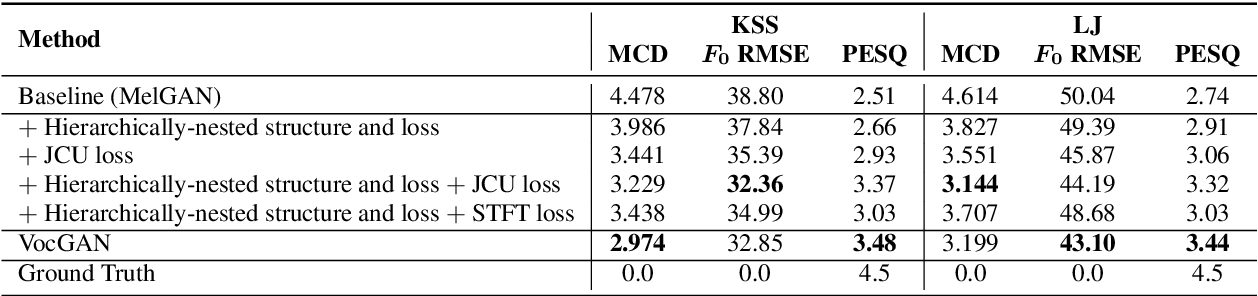 Method KSS LJ
MCD F0 RMSE PESQ MCD F0 RMSE PESQ
Baseline (MelGAN) 4.478 38.80 2.51 4.614 50.04 2.74
+ Hierarchically-nested structure and loss 3.986 37.84 2.66 3.827 49.39 2.91
+ JCU loss 3.441 35.39 2.93 3.551 45.87 3.06
+ Hierarchically-nested structure and loss + JCU loss 3.229 32.36 3.37 3.144 44.19 3.32
+ Hierarchically-nested structure and loss + STFT loss 3.438 34.99 3.03 3.707 48.68 3.03
VocGAN 2.974 32.85 3.48 3.199 43.10 3.44
Ground Truth 0.0 0.0 4.5 0.0 0.0 4.5